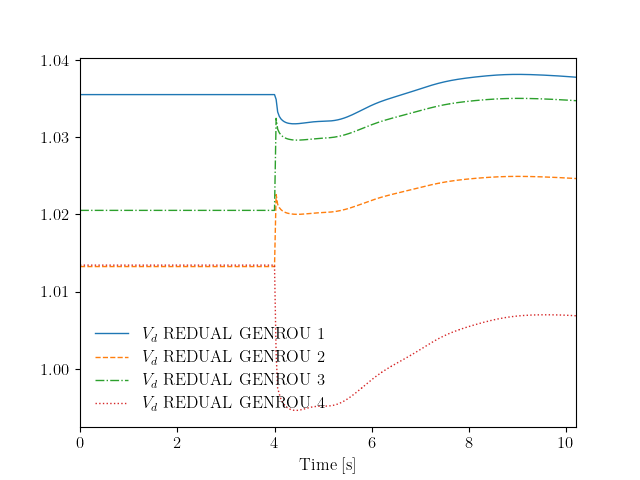 1.04
1.03
1.02
1.01
1.00
V_d REDUAL GENROU 1
V_d REDUAL GENROU 2
V_d REDUAL GENROU 3
V_d REDUAL GENROU 4
0 2 4 6 8 10
Time [s]